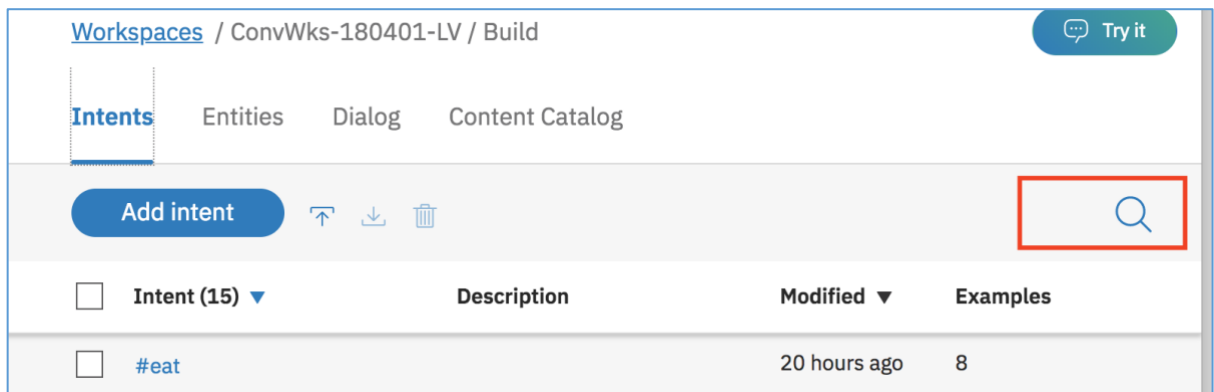 Workspaces / ConvWks-180401-LV / Build
Try it
Intents Entities Dialog Content Catalog
Add intent
Intent (15) ▼ Description Modified ▼ Examples
#eat 20 hours ago 8